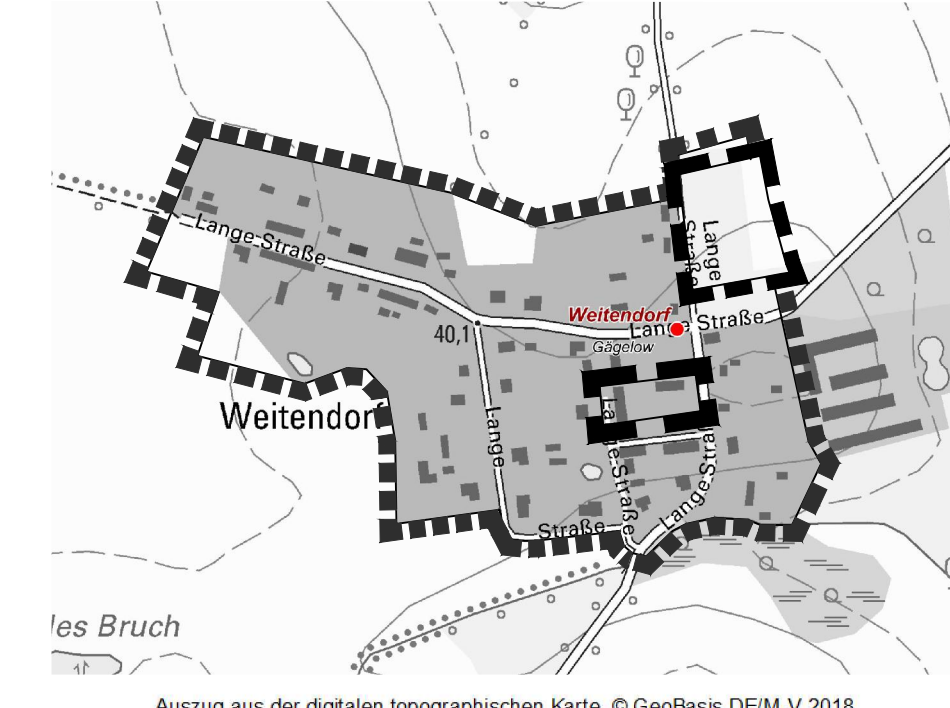 Lange
Straße
Lange Straße
Weitendorf
Lange Straße
40,1
Gägelow
Weitendorf
Lange
Lange Straße
Lange Straße
Straße
les Bruch
Auszug aus der digitalen topographischen Karte, © GeoBasis DE/M-V 2018